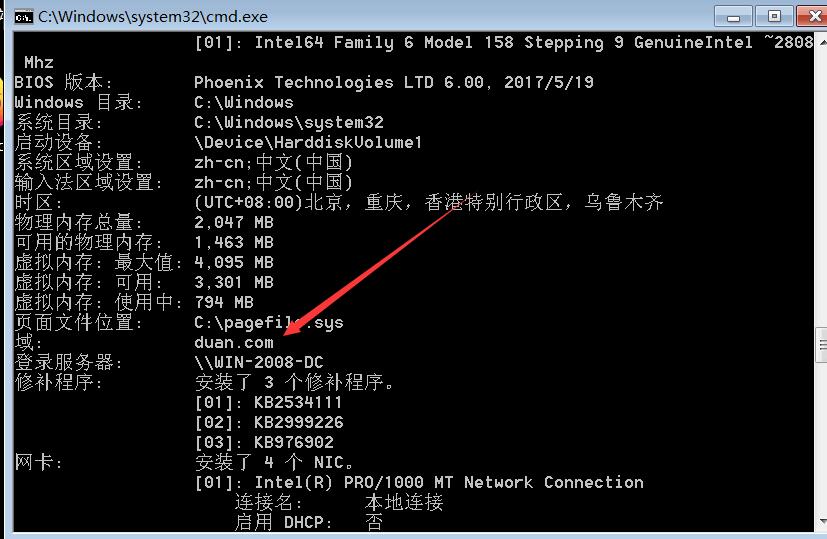 C:\Windows\system32\cmd.exe
[01]: Intel64 Family 6 Model 158 Stepping 9 GenuineIntel ~2808
Mhz
BIOS 版本: Phoenix Technologies LTD 6.00, 2017/5/19
Windows 目录: C:\Windows
系统目录: C:\Windows\system32
启动设备: \Device\HarddiskVolume1
系统区域设置: zh-cn;中文(中国)
输入法区域设置: zh-cn;中文(中国)
时区: (UTC+08:00)北京，重庆，香港特别行政区，乌鲁木齐
物理内存总量: 2,047 MB
可用的物理内存: 1,463 MB
虚拟内存: 最大值: 4,095 MB
虚拟内存: 可用: 3,301 MB
虚拟内存: 使用中: 794 MB
页面文件位置: C:\pagefile.sys
域: duan.com
登录服务器: \\WIN-2008-DC
修补程序: 安装了 3 个修补程序。
[01]: KB2534111
[02]: KB2999226
[03]: KB976902
网卡: 安装了 4 个 NIC。
[01]: Intel(R) PRO/1000 MT Network Connection
连接名: 本地连接
启用 DHCP: 否